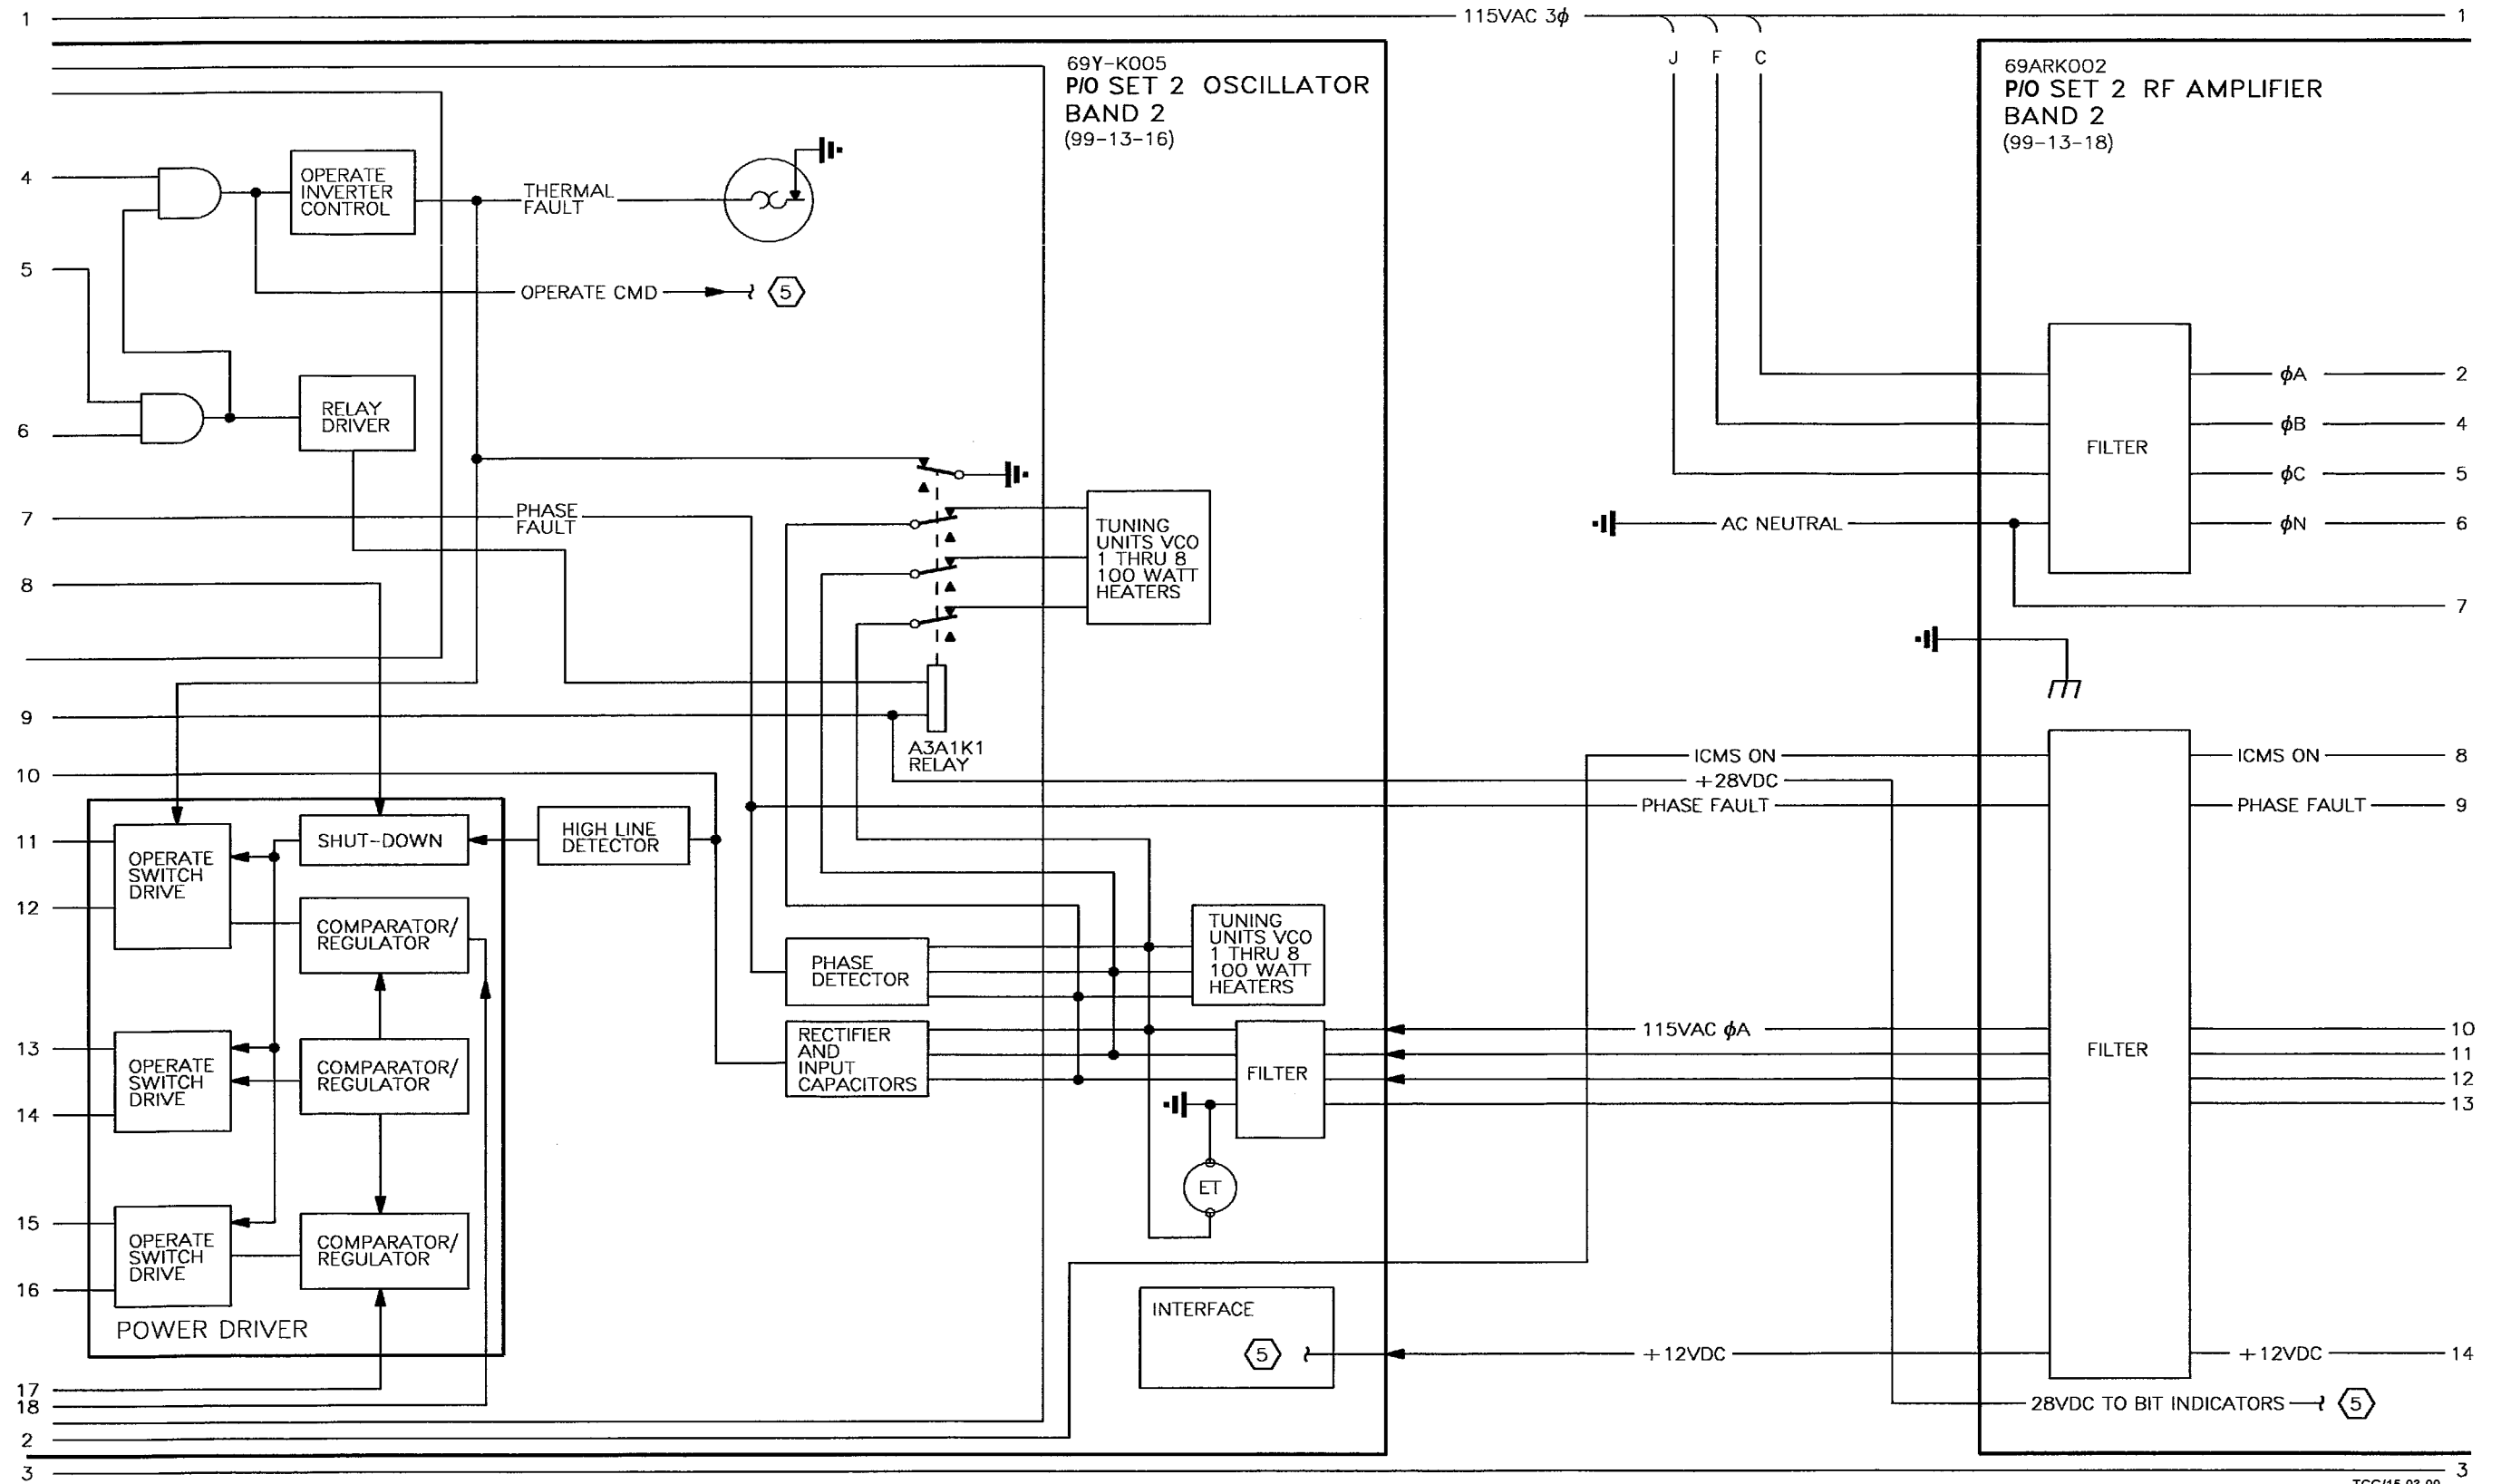 1
115VAC 3ϕ
1
J F C
69Y-K005
P/O SET 2 OSCILLATOR
BAND 2
(99-13-16)
69ARK002
P/O SET 2 RF AMPLIFIER
BAND 2
(99-13-18)
4
OPERATE
INVERTER
CONTROL
THERMAL
FAULT
5
OPERATE CMD
5
6
RELAY
DRIVER
7
PHASE
FAULT
8
TUNING
UNITS VCO
1 THRU 8
100 WATT
HEATERS
FILTER
ϕA
2
ϕB
4
ϕC
5
AC NEUTRAL
ϕN
6
7
9
A3A1K1
RELAY
10
ICMS ON
+28VDC
PHASE FAULT
ICMS ON
8
PHASE FAULT
9
11
OPERATE
SWITCH
DRIVE
SHUT-DOWN
HIGH LINE
DETECTOR
12
COMPARATOR/
REGULATOR
PHASE
DETECTOR
TUNING
UNITS VCO
1 THRU 8
100 WATT
HEATERS
13
OPERATE
SWITCH
DRIVE
COMPARATOR/
REGULATOR
RECTIFIER
AND
INPUT
CAPACITORS
FILTER
115VAC ϕA
FILTER
10
11
12
13
14
ET
15
OPERATE
SWITCH
DRIVE
COMPARATOR/
REGULATOR
16
POWER DRIVER
INTERFACE
5
+12VDC
+12VDC
14
17
18
28VDC TO BIT INDICATORS
5
2
3
3